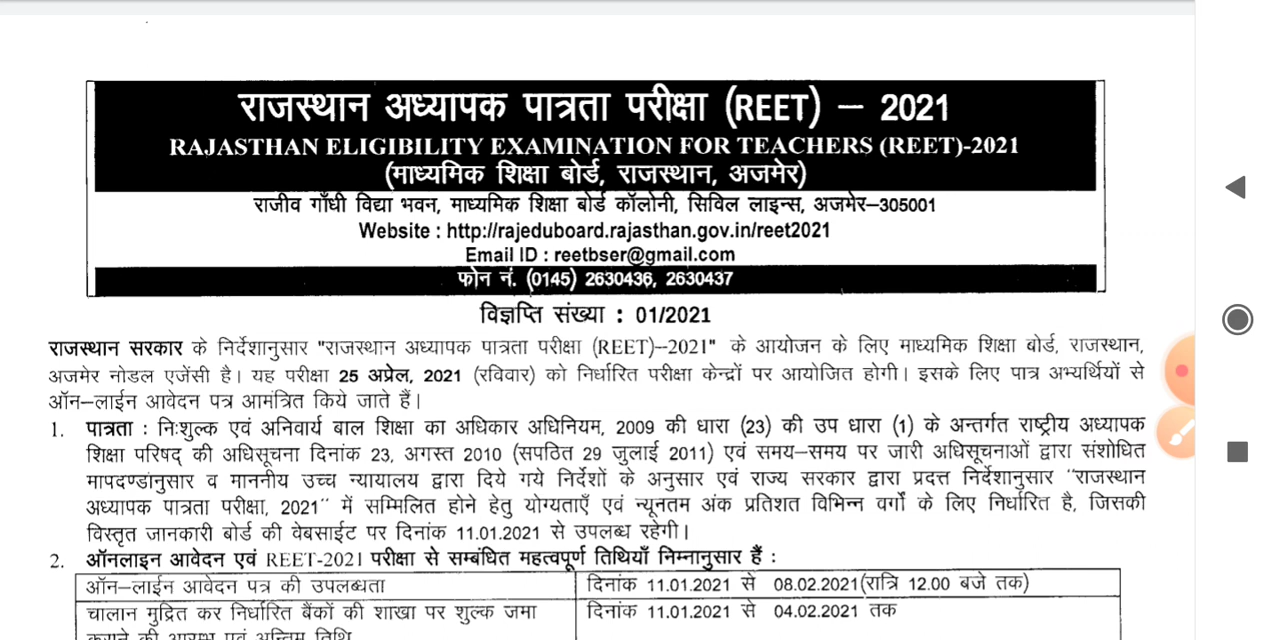 राजस्थान अध्यापक पात्रता परीक्षा (REET) – 2021
RAJASTHAN ELIGIBILITY EXAMINATION FOR TEACHERS (REET)-2021
(माध्यमिक शिक्षा बोर्ड, राजस्थान, अजमेर)
राजीव गाँधी विद्या भवन, माध्यमिक शिक्षा बोर्ड कॉलोनी, सिविल लाइन्स, अजमेर–305001
Website : http://rajeduboard.rajasthan.gov.in/reet2021
Email ID : reetbser@gmail.com
फोन नं. (0145) 2630436, 2630437
विज्ञप्ति संख्या : 01/2021
राजस्थान सरकार के निर्देशानुसार "राजस्थान अध्यापक पात्रता परीक्षा (REET)–2021" के आयोजन के लिए माध्यमिक शिक्षा बोर्ड, राजस्थान,
अजमेर नोडल एजेंसी है। यह परीक्षा 25 अप्रेल, 2021 (रविवार) को निर्धारित परीक्षा केन्द्रों पर आयोजित होगी। इसके लिए पात्र अभ्यर्थियों से
ऑन–लाईन आवेदन पत्र आमंत्रित किये जाते हैं।
1. पात्रता : निःशुल्क एवं अनिवार्य बाल शिक्षा का अधिकार अधिनियम, 2009 की धारा (23) की उप धारा (1) के अन्तर्गत राष्ट्रीय अध्यापक
शिक्षा परिषद् की अधिसूचना दिनांक 23, अगस्त 2010 (सपठित 29 जुलाई 2011) एवं समय–समय पर जारी अधिसूचनाओं द्वारा संशोधित
मापदण्डांनुसार व माननीय उच्च न्यायालय द्वारा दिये गये निर्देशों के अनुसार एवं राज्य सरकार द्वारा प्रदत्त निर्देशानुसार "राजस्थान
अध्यापक पात्रता परीक्षा, 2021" में सम्मिलित होने हेतु योग्यताएँ एवं न्यूनतम अंक प्रतिशत विभिन्न वर्गों के लिए निर्धारित है, जिसकी
विस्तृत जानकारी बोर्ड की वेबसाईट पर दिनांक 11.01.2021 से उपलब्ध रहेगी।
2. ऑनलाइन आवेदन एवं REET-2021 परीक्षा से सम्बंधित महत्वपूर्ण तिथियाँ निम्नानुसार हैं :
ऑन–लाईन आवेदन पत्र की उपलब्धता दिनांक 11.01.2021 से 08.02.2021(रात्रि 12.00 बजे तक)
चालान मुद्रित कर निर्धारित बैंकों की शाखा पर शुल्क जमा दिनांक 11.01.2021 से 04.02.2021 तक
कराने की आरम्भ एवं अन्तिम तिथि